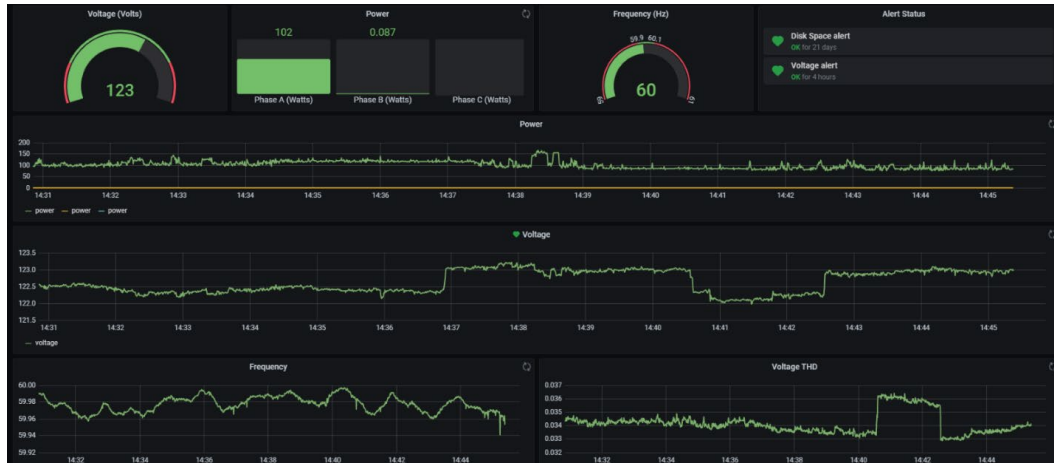 Voltage (Volts)
123
Power
102 0.087
Phase A (Watts) Phase B (Watts) Phase C (Watts)
Frequency (Hz)
59.9 60.1
59 61
60
Alert Status
Disk Space alert
OK for 21 days
Voltage alert
OK for 4 hours
Power
200
150
100
50
0
14:31 14:32 14:33 14:34 14:35 14:36 14:37 14:38 14:39 14:40 14:41 14:42 14:43 14:44 14:45
power power power
Voltage
123.5
123.0
122.5
122.0
121.5
14:31 14:32 14:33 14:34 14:35 14:36 14:37 14:38 14:39 14:40 14:41 14:42 14:43 14:44 14:45
voltage
Frequency
60.00
59.98
59.96
59.94
59.92
14:32 14:34 14:36 14:38 14:40 14:42 14:44
Voltage THD
0.037
0.036
0.035
0.034
0.033
0.032
14:32 14:34 14:36 14:38 14:40 14:42 14:44